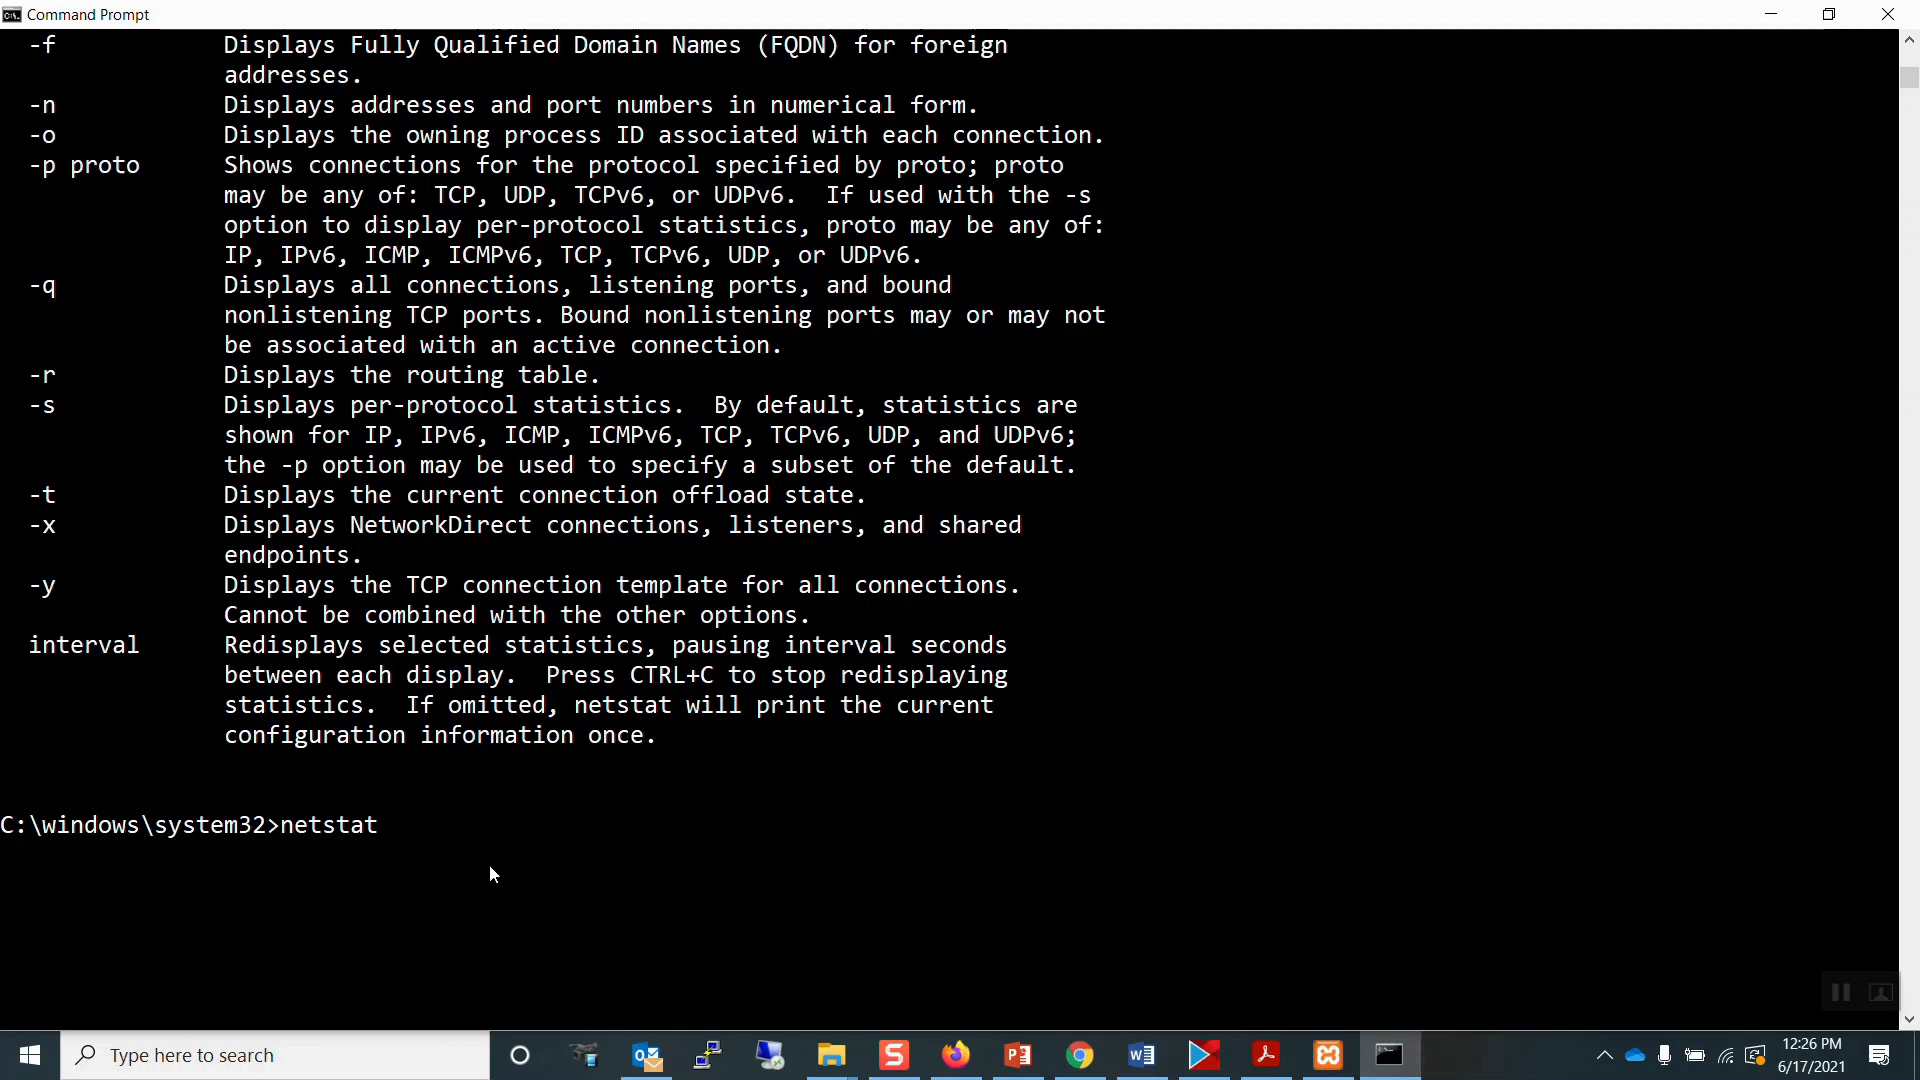 Command Prompt
-f Displays Fully Qualified Domain Names (FQDN) for foreign
addresses.
-n Displays addresses and port numbers in numerical form.
-o Displays the owning process ID associated with each connection.
-p proto Shows connections for the protocol specified by proto; proto
may be any of: TCP, UDP, TCPv6, or UDPv6.  If used with the -s
option to display per-protocol statistics, proto may be any of:
IP, IPv6, ICMP, ICMPv6, TCP, TCPv6, UDP, or UDPv6.
-q Displays all connections, listening ports, and bound
nonlistening TCP ports. Bound nonlistening ports may or may not
be associated with an active connection.
-r Displays the routing table.
-s Displays per-protocol statistics.  By default, statistics are
shown for IP, IPv6, ICMP, ICMPv6, TCP, TCPv6, UDP, and UDPv6;
the -p option may be used to specify a subset of the default.
-t Displays the current connection offload state.
-x Displays NetworkDirect connections, listeners, and shared
endpoints.
-y Displays the TCP connection template for all connections.
Cannot be combined with the other options.
interval Redisplays selected statistics, pausing interval seconds
between each display.  Press CTRL+C to stop redisplaying
statistics.  If omitted, netstat will print the current
configuration information once.
C:\windows\system32>netstat
Type here to search
12:26 PM
6/17/2021